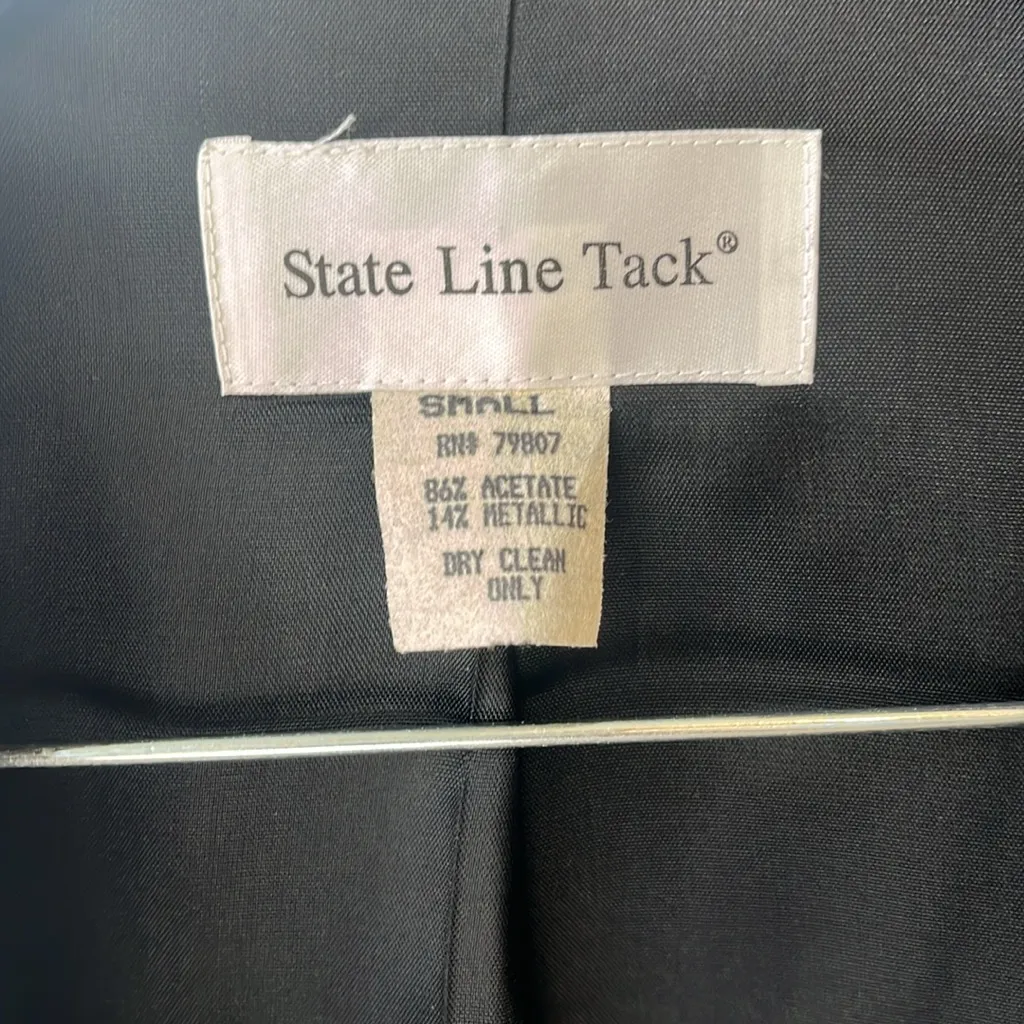 State Line Tack®
SMALL
RN# 79807
86% ACETATE
14% METALLIC
DRY CLEAN
ONLY